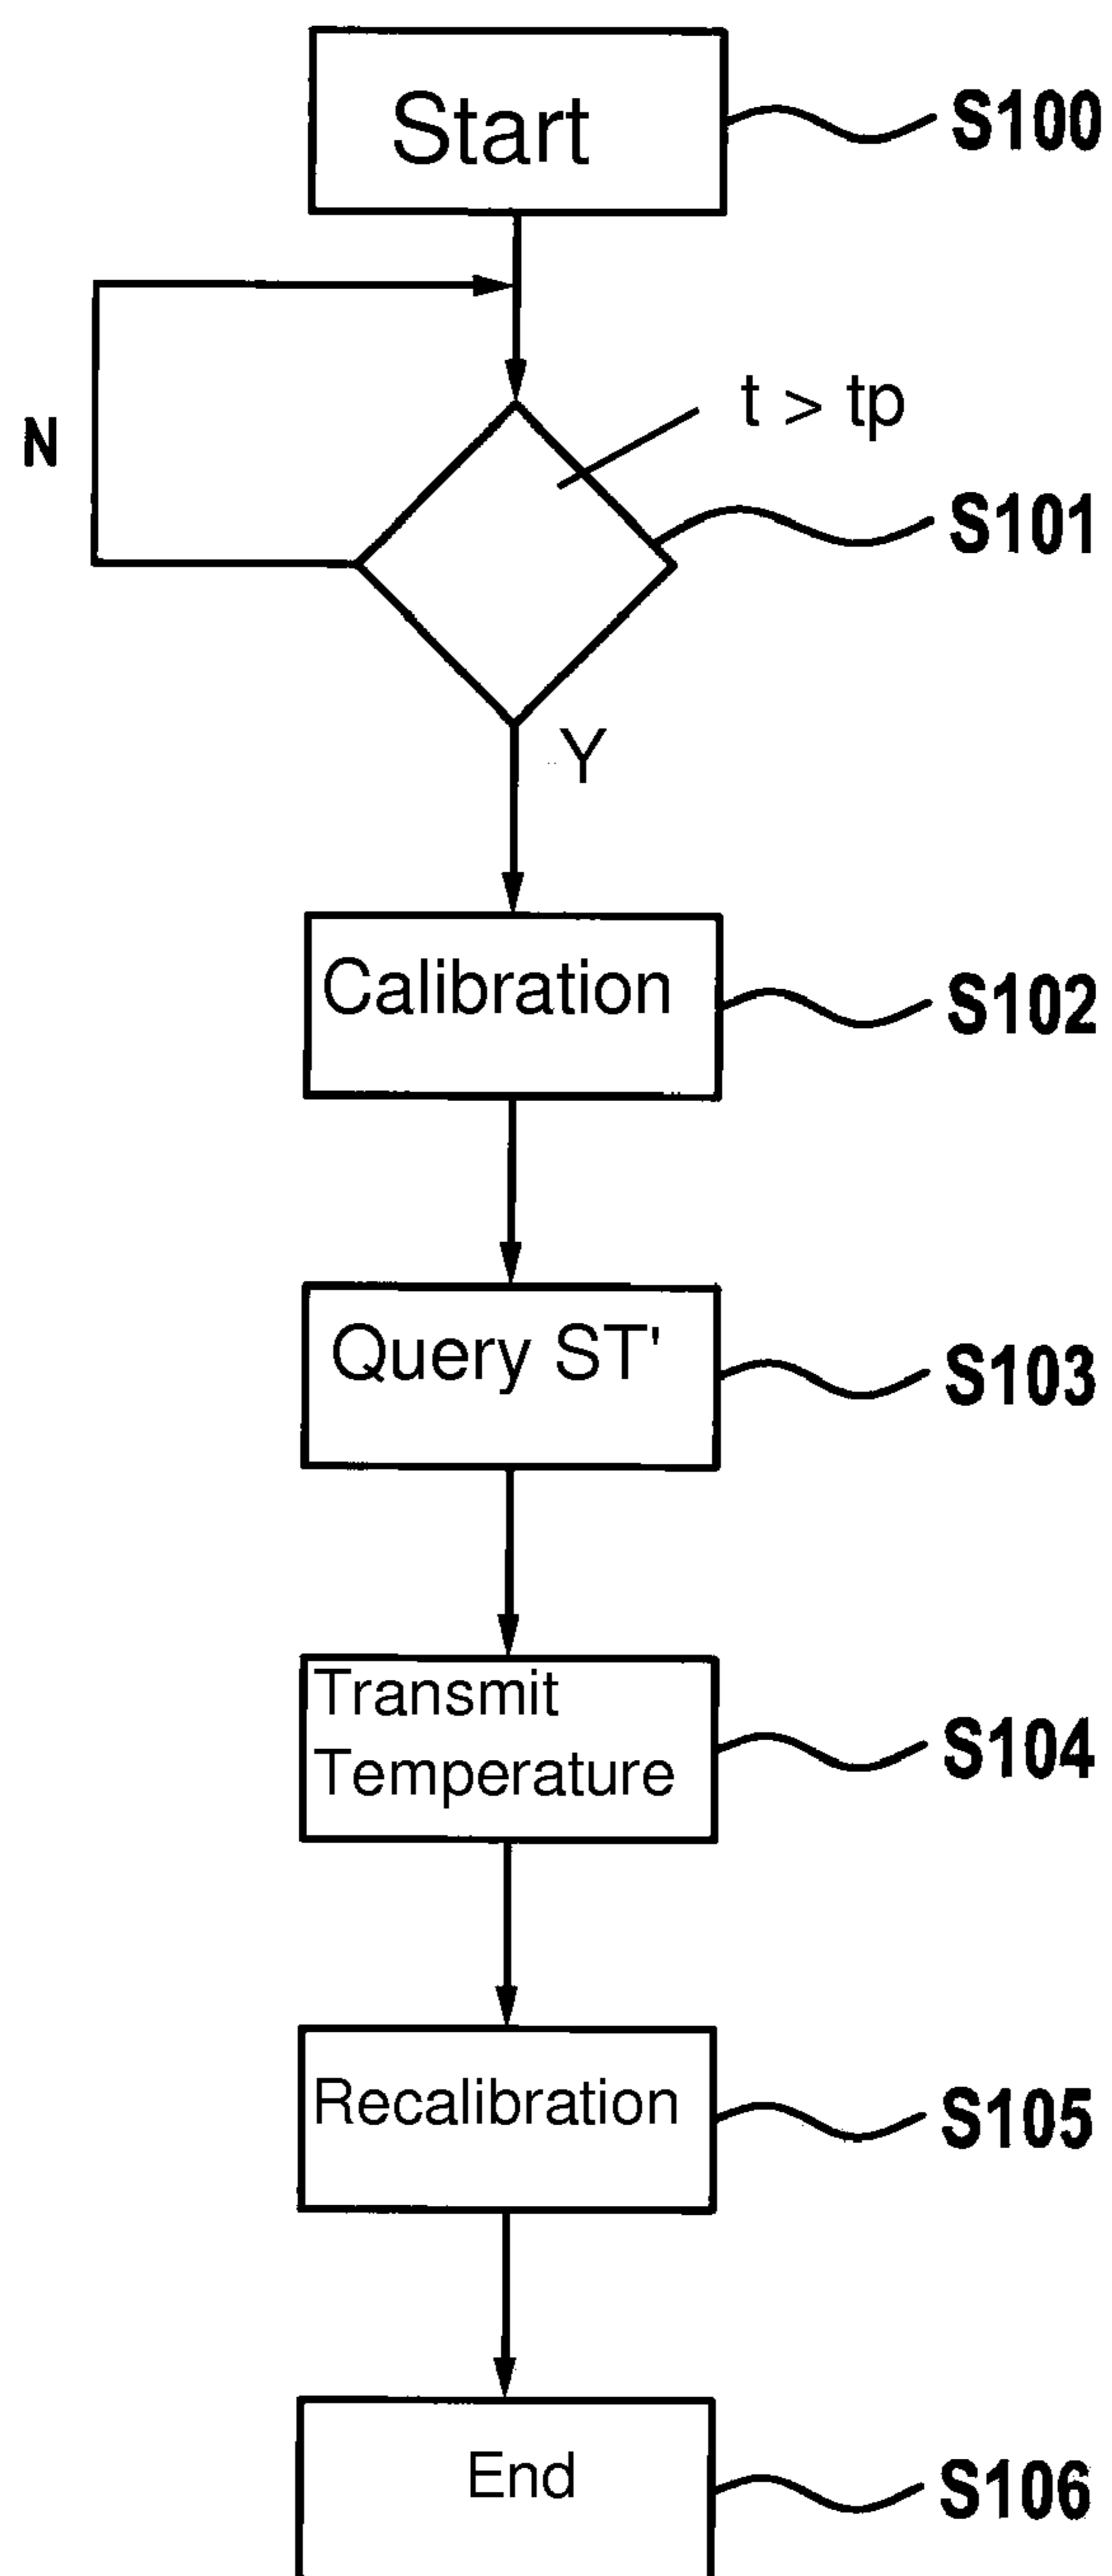 Start
S100
t > tp
N
S101
Y
Calibration
S102
Query ST'
S103
Transmit
Temperature
S104
Recalibration
S105
End
S106